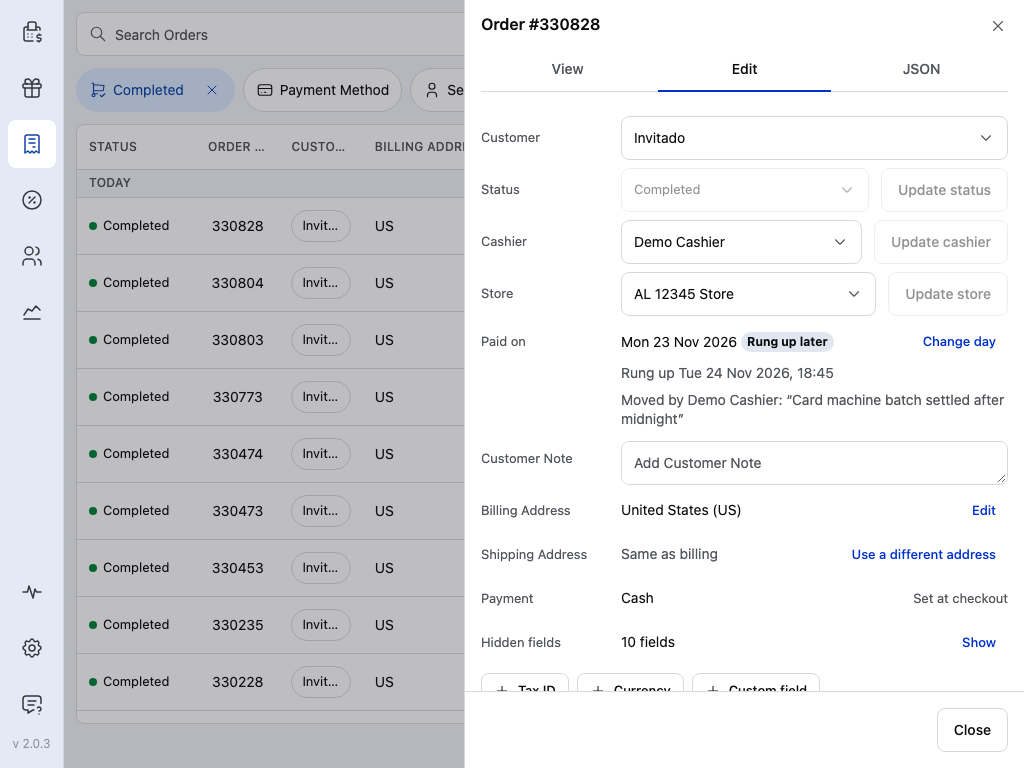 Order #330828
Search Orders
View
Edit
JSON
Completed
Payment Method
Se
Customer
Invitado
STATUS
ORDER ...
CUSTO...
BILLING ADDR
TODAY
Status
Completed
Update status
Completed
330828
Invit...
US
Cashier
Demo Cashier
Update cashier
Completed
330804
Invit...
US
Store
AL 12345 Store
Update store
Completed
330803
Invit...
US
Paid on
Mon 23 Nov 2026
Rung up later
Change day
Rung up Tue 24 Nov 2026, 18:45
Moved by Demo Cashier: “Card machine batch settled after
midnight”
Completed
330773
Invit...
US
Completed
330474
Invit...
US
Customer Note
Add Customer Note
Completed
330473
Invit...
US
Billing Address
United States (US)
Edit
Shipping Address
Same as billing
Use a different address
Completed
330453
Invit...
US
Payment
Cash
Set at checkout
Completed
330235
Invit...
US
Hidden fields
10 fields
Show
Completed
330228
Invit...
US
Tax ID
Currency
Custom field
Close
v 2.0.3